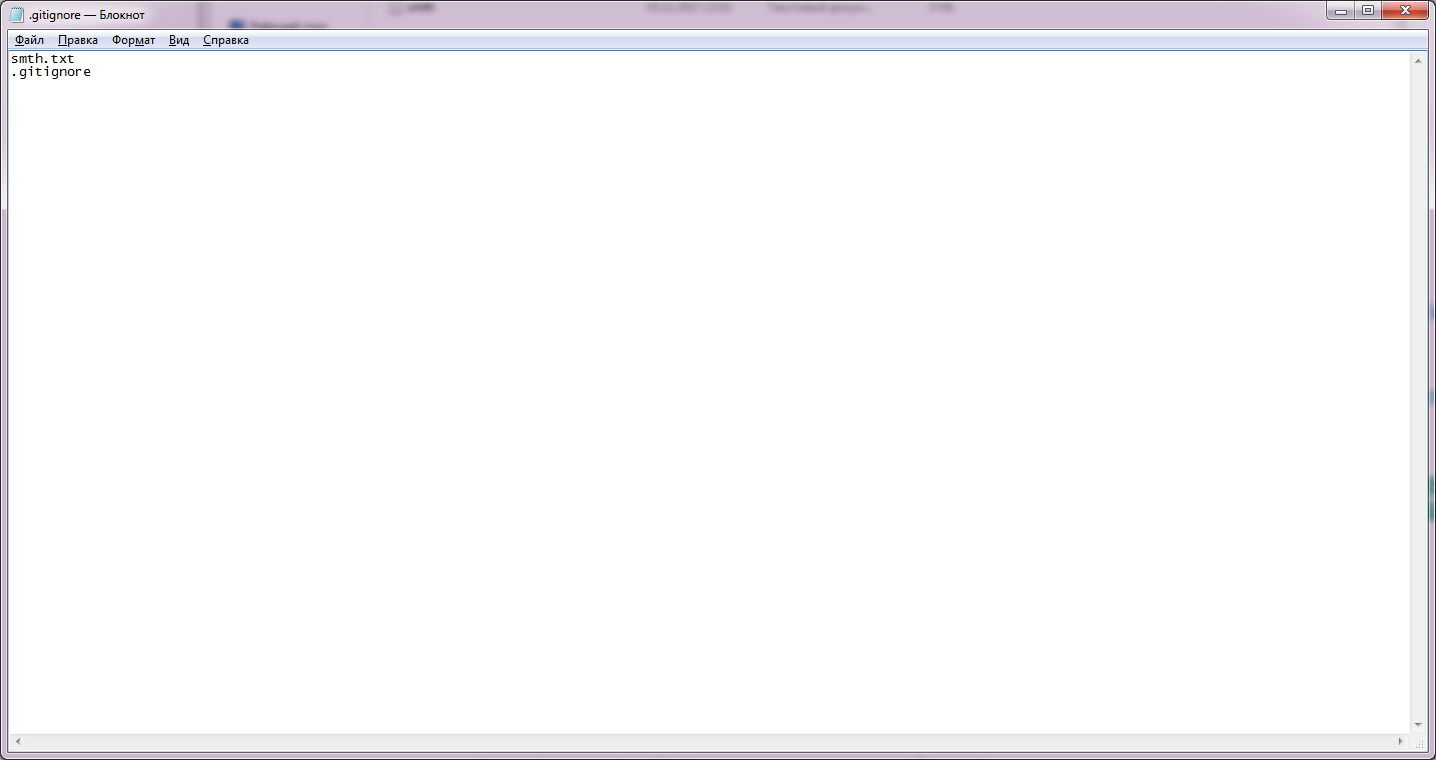 .gitignore — Блокнот
Файл Правка Формат Вид Справка
smth.txt
.gitignore